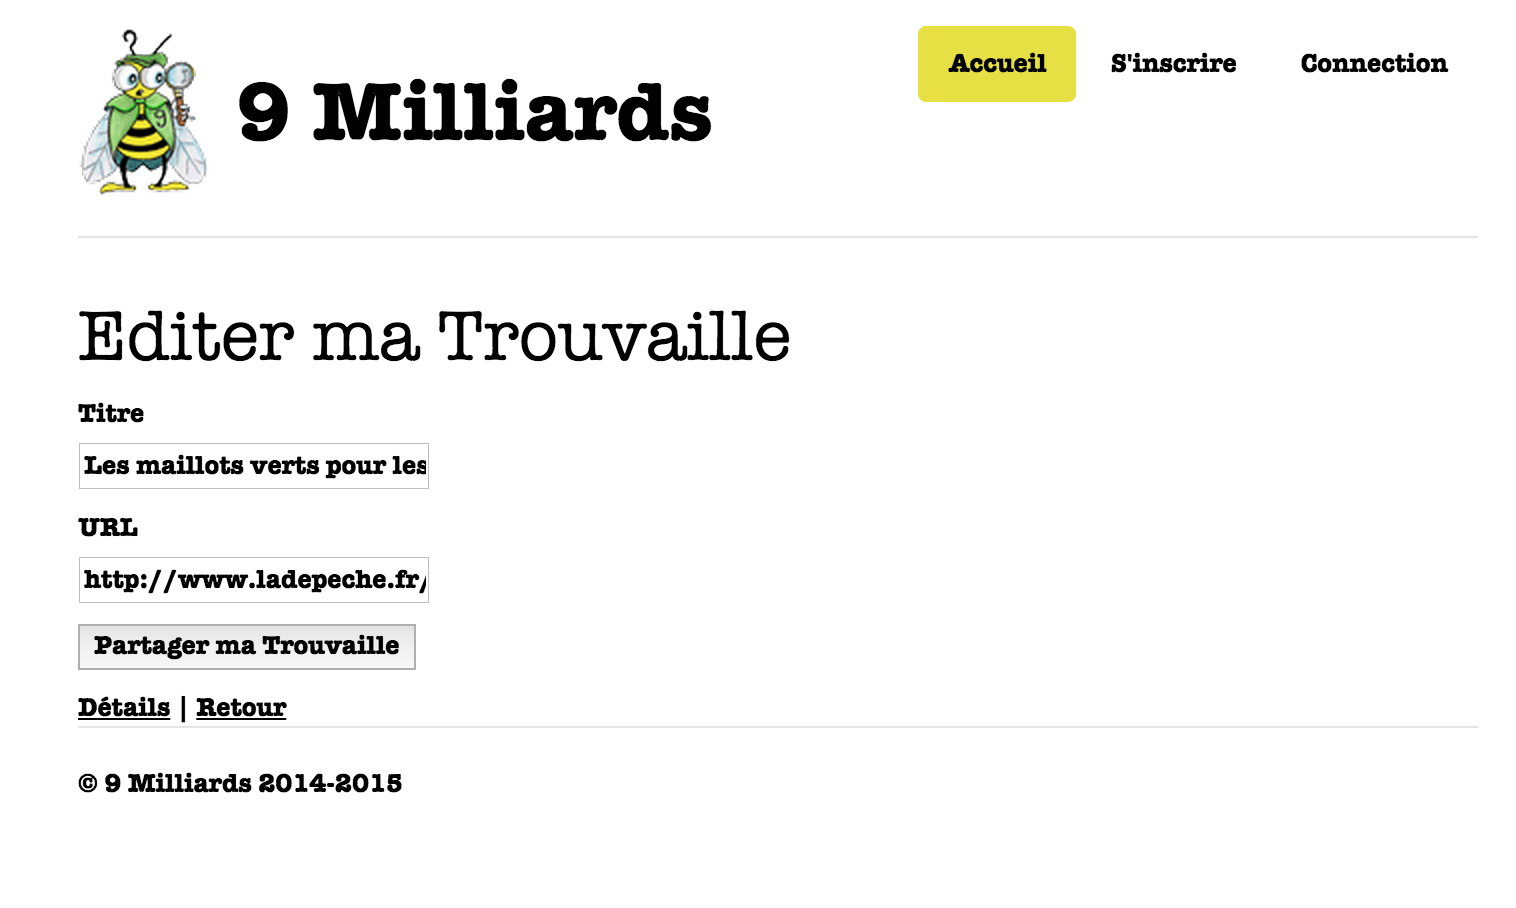 9 Milliards
Accueil
S'inscrire
Connection
Editer ma Trouvaille
Titre
Les maillots verts pour les
URL
http://www.ladepeche.fr/
Partager ma Trouvaille
Détails | Retour
© 9 Milliards 2014-2015